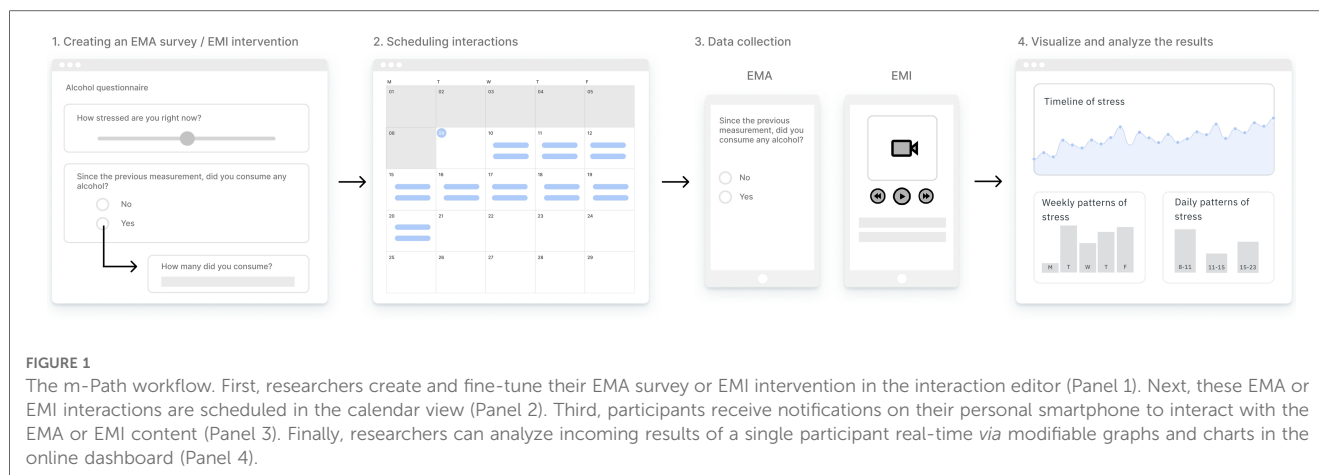 1. Creating an EMA survey / EMI intervention
Alcohol questionnaire
How stressed are you right now?
Since the previous measurement, did you consume any
alcohol?
No
Yes
How many did you consume?
2. Scheduling interactions
M T W T F
01 02 03 04 05
08 10 11 12
15 16 17 18 19
20 21 22 23 24
25 26 27 28 29
3. Data collection
EMA
Since the previous
measurement, did you
consume any alcohol?
No
Yes
EMI
4. Visualize and analyze the results
Timeline of stress
Weekly patterns of
stress
M T W T F
Daily patterns of
stress
8-11 11-15 15-23
FIGURE 1
The m-Path workflow. First, researchers create and fine-tune their EMA survey or EMI intervention in the interaction editor (Panel 1). Next, these EMA or
EMI interactions are scheduled in the calendar view (Panel 2). Third, participants receive notifications on their personal smartphone to interact with the
EMA or EMI content (Panel 3). Finally, researchers can analyze incoming results of a single participant real-time via modifiable graphs and charts in the
online dashboard (Panel 4).